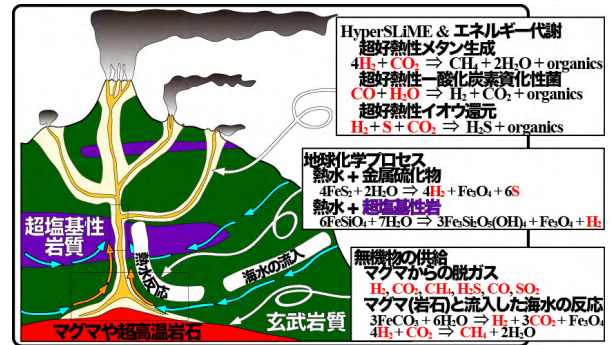 HyperSLiME & エネルギー代謝
超好熱性メタン生成
4H₂ + CO₂ ⇒ CH₄ + 2H₂O + organics
超好熱性一酸化炭素資化性菌
CO + H₂O ⇒ H₂ + CO₂ + organics
超好熱性イオウ還元
H₂ + S + CO₂ ⇒ H₂S + organics
地球化学プロセス
熱水 + 金属硫化物
4FeS₂ + 2H₂O ⇒ 4H₂ + Fe₃O₄ + 6S
熱水 + 超塩基性岩
6FeSiO₄ + 7H₂O ⇒ 3Fe₃Si₂O₅(OH)₄ + Fe₃O₄ + H₂
無機物の供給
マグマからの脱ガス
H₂, CO₂, CH₄, H₂S, CO, SO₂
マグマ(岩石)と流入した海水の反応
3FeCO₃ + 6H₂O ⇒ H₂ + 3CO₂ + Fe₃O₄
4H₂ + CO₂ ⇒ CH₄ + 2H₂O
超塩基性
岩質
熱水反応
海水の流入
玄武岩質
マグマや超高温岩石